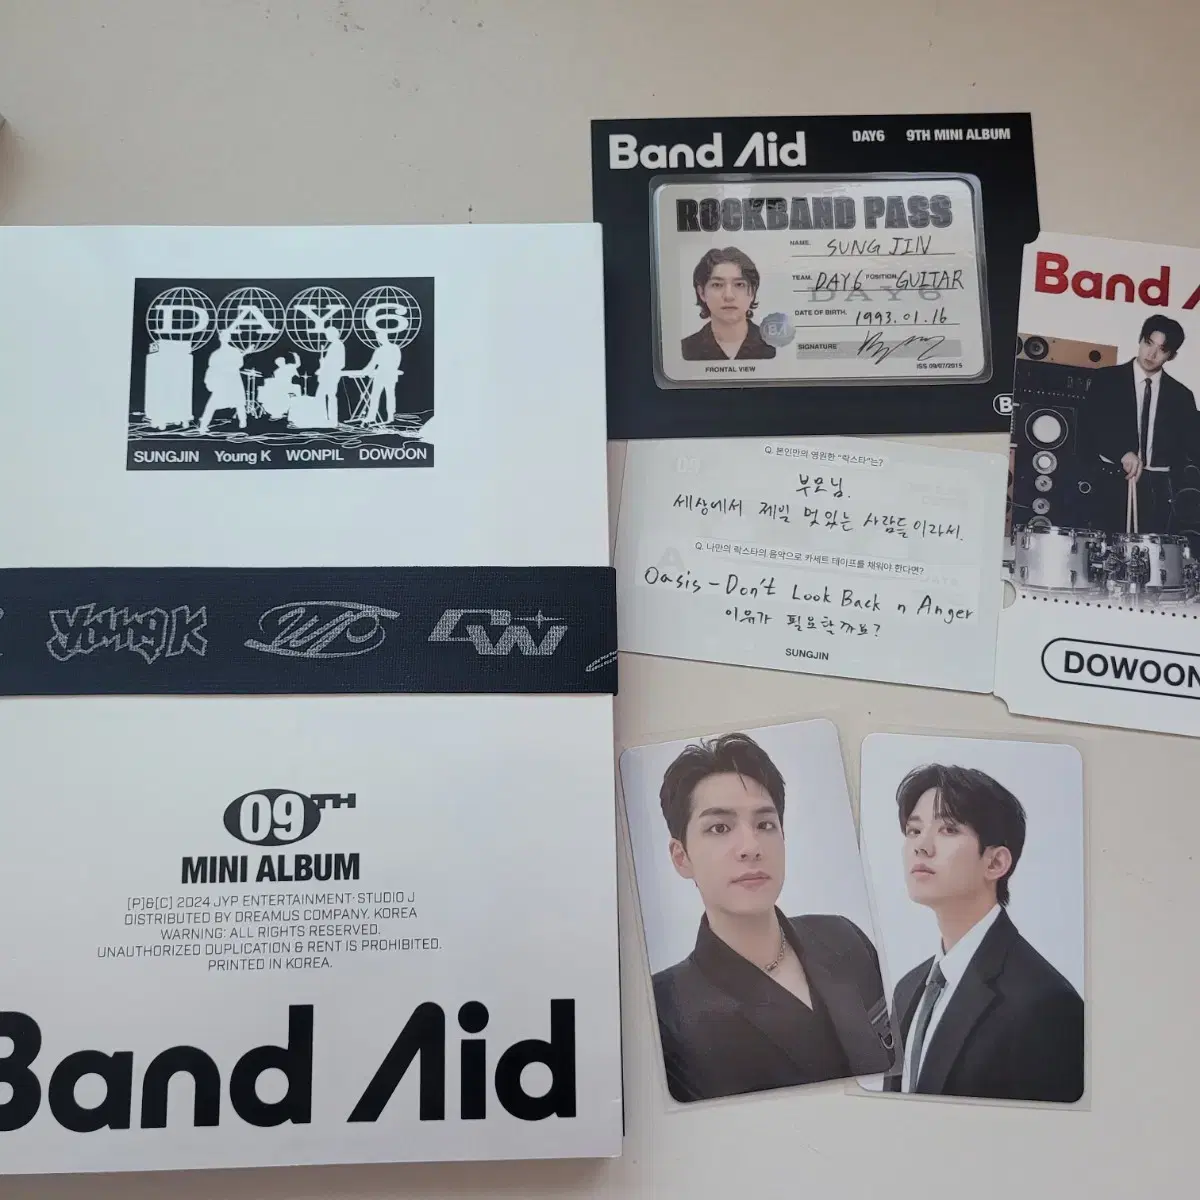 DAY6
SUNGJIN Young K WONPIL DOWOON
Young K
WP
DW
09TH
MINI ALBUM
(P)&(C) 2024 JYP ENTERTAINMENT· STUDIO J
DISTRIBUTED BY DREAMUS COMPANY. KOREA
WARNING: ALL RIGHTS RESERVED.
UNAUTHORIZED DUPLICATION & RENT IS PROHIBITED.
PRINTED IN KOREA.
Band Aid
Band Aid DAY6 9TH MINI ALBUM
ROCKBAND PASS
NAME. SUNG JIN
TEAM. DAY6 POSITION GUITAR
DAY6
DATE OF BIRTH. 1993.01.16
BA
SIGNATURE
FRONTAL VIEW
ISS 09/07/2015
Q. 본인만의 영원한 "락스타"는?
부모님.
세상에서 제일 멋있는 사람들이라서.
Q. 나만의 락스타의 음악으로 카세트 테이프를 채워야 한다면?
Oasis - Don't Look Back n Anger
이유가 필요할까요?
SUNGJIN
Band
DOWOON